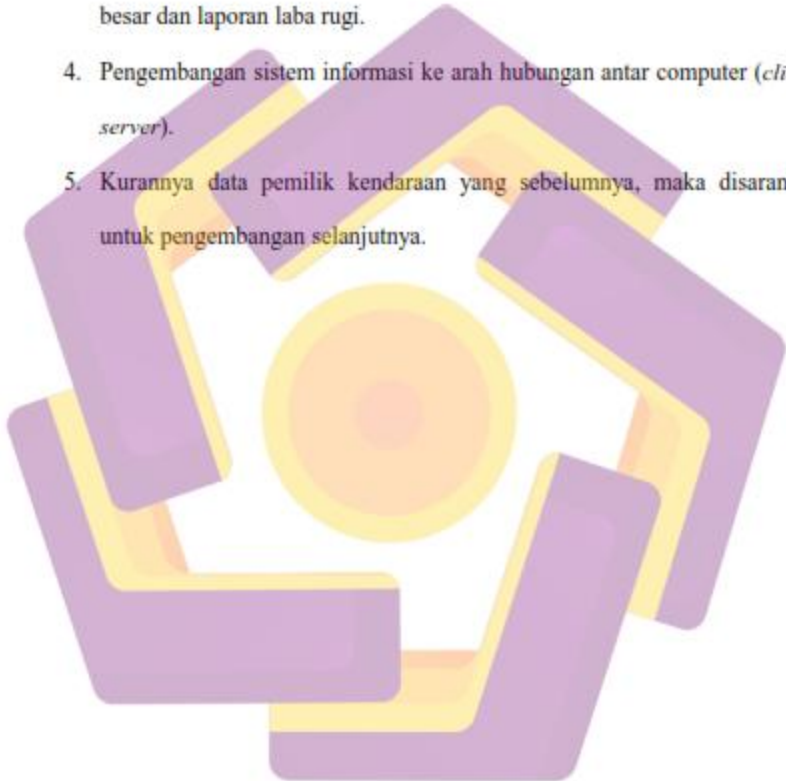 besar dan laporan laba rugi.
4. Pengembangan sistem informasi ke arah hubungan antar computer (cli
server).
5. Kurannya data pemilik kendaraan yang sebelumnya, maka disaran
untuk pengembangan selanjutnya.